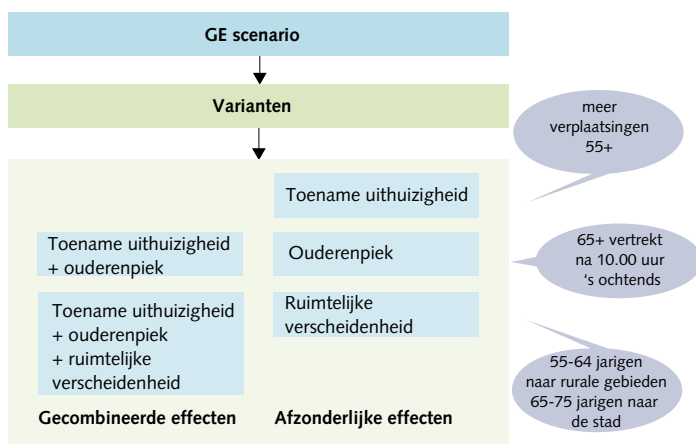 GE scenario
Varianten
meer
verplaatsingen
55+
Toename uithuizigheid
Toename uithuizigheid
+ ouderenpiek
Ouderenpiek
65+ vertrekt
na 10.00 uur
‘s ochtends
Toename uithuizigheid
+ ouderenpiek
+ ruimtelijke
verscheidenheid
Ruimtelijke
verscheidenheid
55-64 jarigen
naar rurale gebieden
65-75 jarigen naar
de stad
Gecombineerde effecten
Afzonderlijke effecten